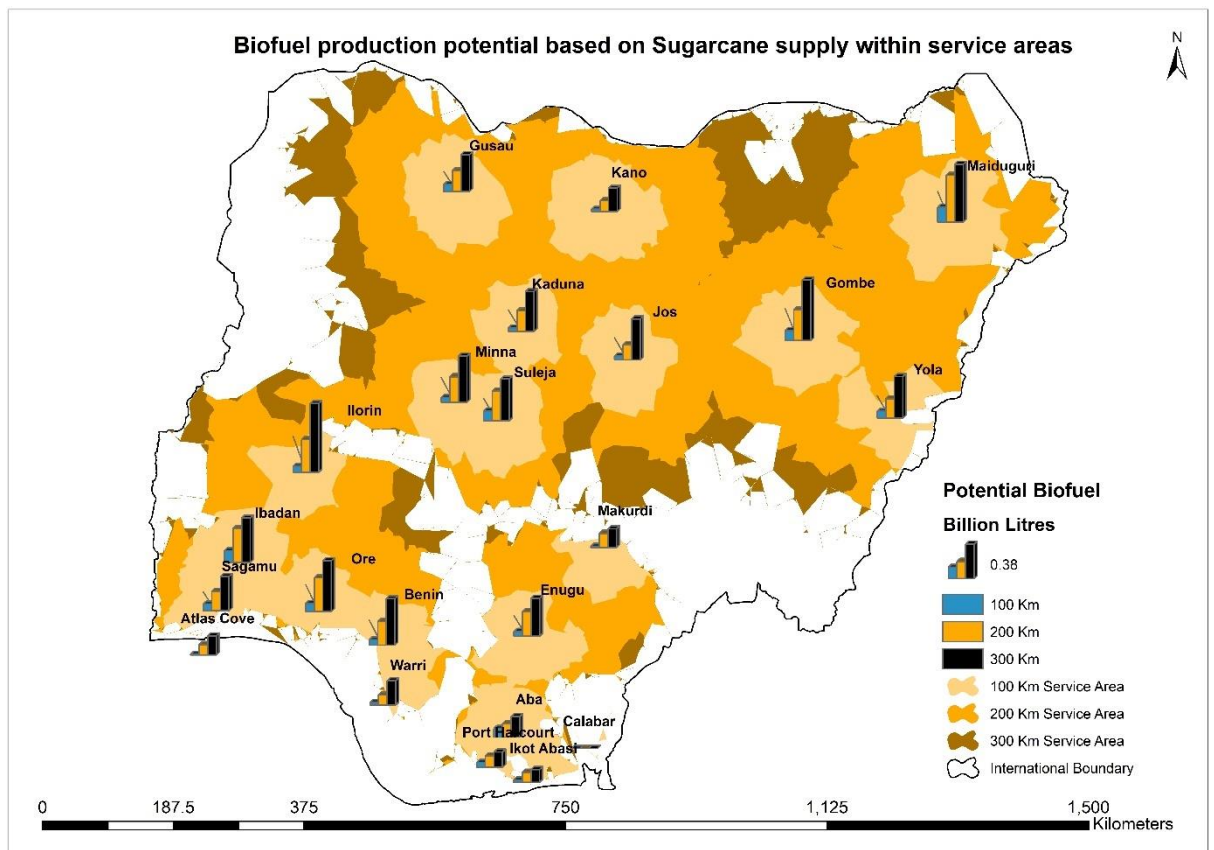 Biofuel production potential based on Sugarcane supply within service areas
N
Gusau
Kano
Maiduguri
Kaduna
Gombe
Jos
Minna
Suleja
Yola
Ilorin
Potential Biofuel
Billion Litres
0.38
100 Km
200 Km
300 Km
100 Km Service Area
200 Km Service Area
300 Km Service Area
International Boundary
Makurdi
Ibadan
Sagamu
Ore
Benin
Enugu
Atlas Cove
Warri
Aba
Calabar
Port Harcourt
Ikot Abasi
0 187.5 375 750 1,125 1,500
Kilometers